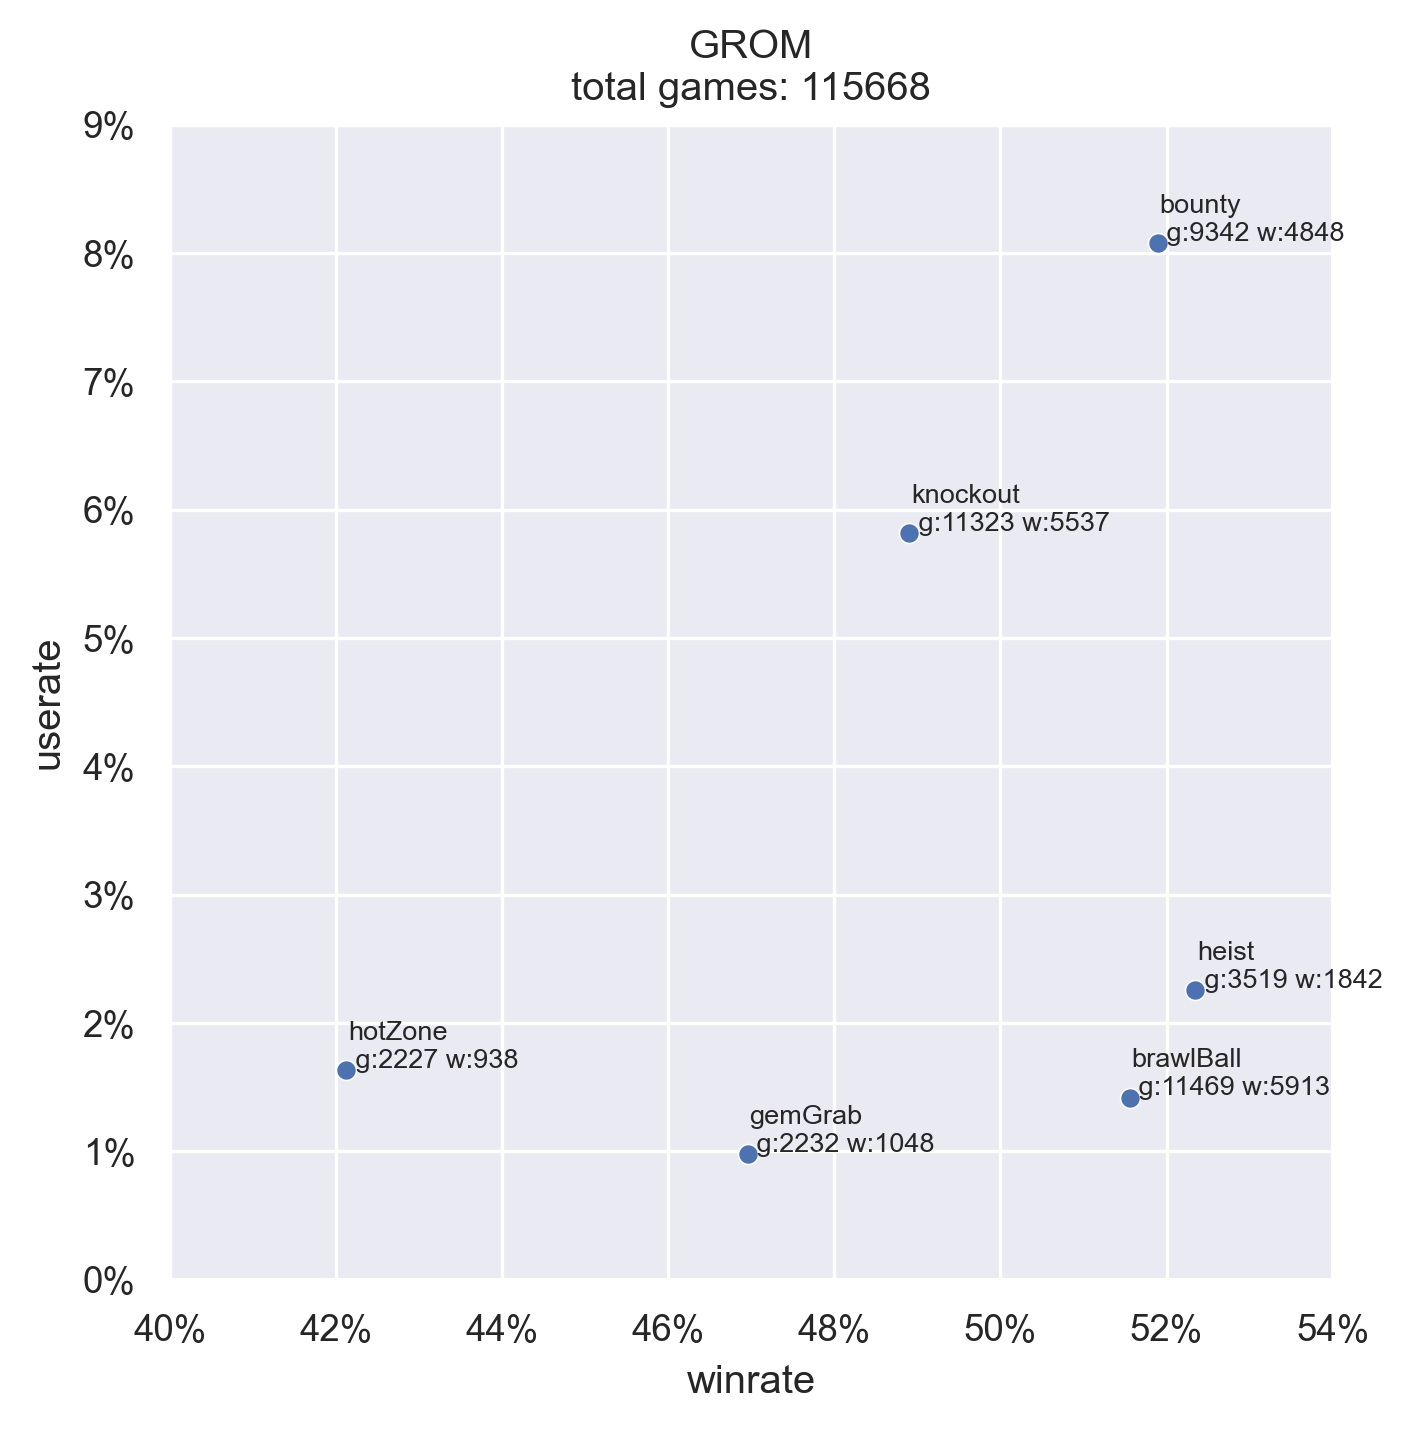 GROM
total games: 115668
9%
bounty
g:9342 w:4848
8%
7%
knockout
6%
g:11323 w:5537
5%
userate
4%
3%
heist
g:3519 w:1842
2%
hotZone
g:2227 w:938
brawlBall
g:11469 w:5913
gemGrab
g:2232 w:1048
1%
0%
40% 42% 44% 46% 48% 50% 52% 54%
winrate